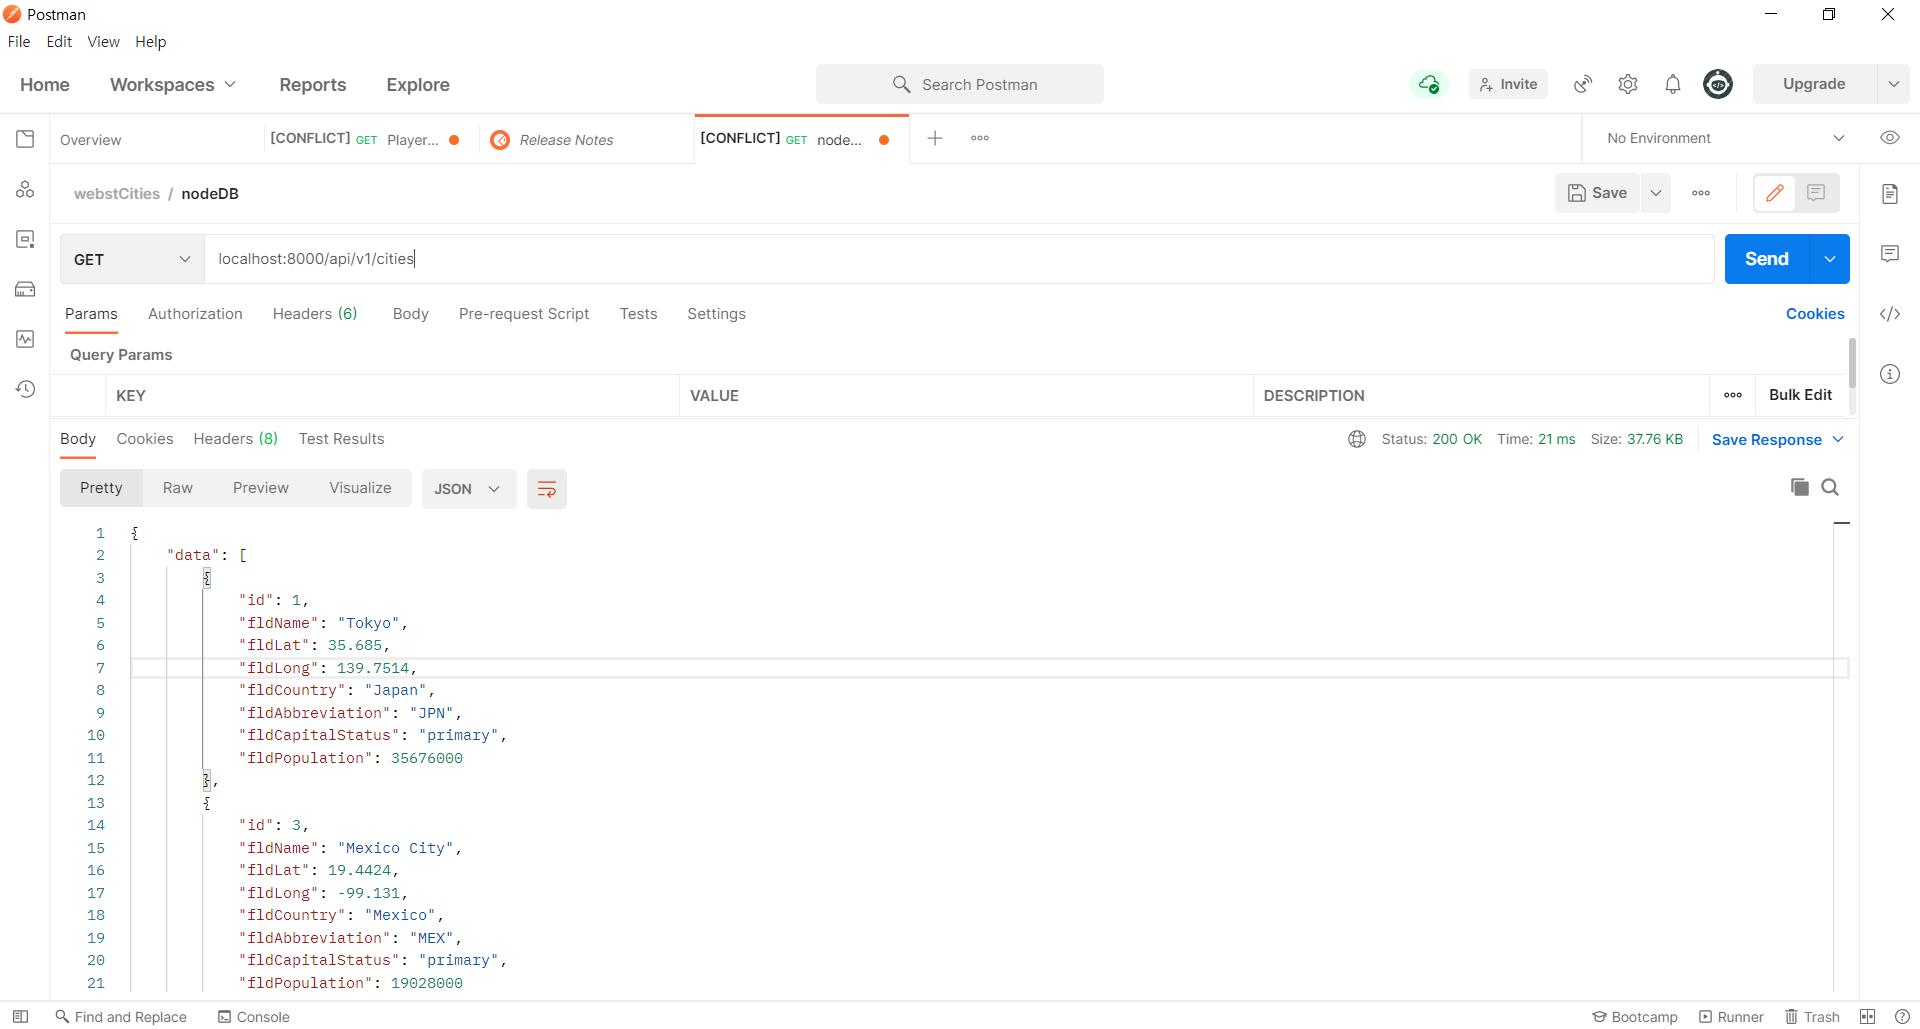 Postman
File Edit View Help
Home Workspaces Reports Explore Search Postman Invite Upgrade
Overview [CONFLICT] GET Player... Release Notes [CONFLICT] GET node... No Environment
webstCities / nodeDB Save
GET localhost:8000/api/v1/cities Send
Params Authorization Headers (6) Body Pre-request Script Tests Settings Cookies
Query Params
KEY VALUE DESCRIPTION Bulk Edit
Body Cookies Headers (8) Test Results Status: 200 OK Time: 21 ms Size: 37.76 KB Save Response
Pretty Raw Preview Visualize JSON
1 {
2 "data": [
3 {
4 "id": 1,
5 "fldName": "Tokyo",
6 "fldLat": 35.685,
7 "fldLong": 139.7514,
8 "fldCountry": "Japan",
9 "fldAbbreviation": "JPN",
10 "fldCapitalStatus": "primary",
11 "fldPopulation": 35676000
12 },
13 {
14 "id": 3,
15 "fldName": "Mexico City",
16 "fldLat": 19.4424,
17 "fldLong": -99.131,
18 "fldCountry": "Mexico",
19 "fldAbbreviation": "MEX",
20 "fldCapitalStatus": "primary",
21 "fldPopulation": 19028000
Find and Replace Console Bootcamp Runner Trash